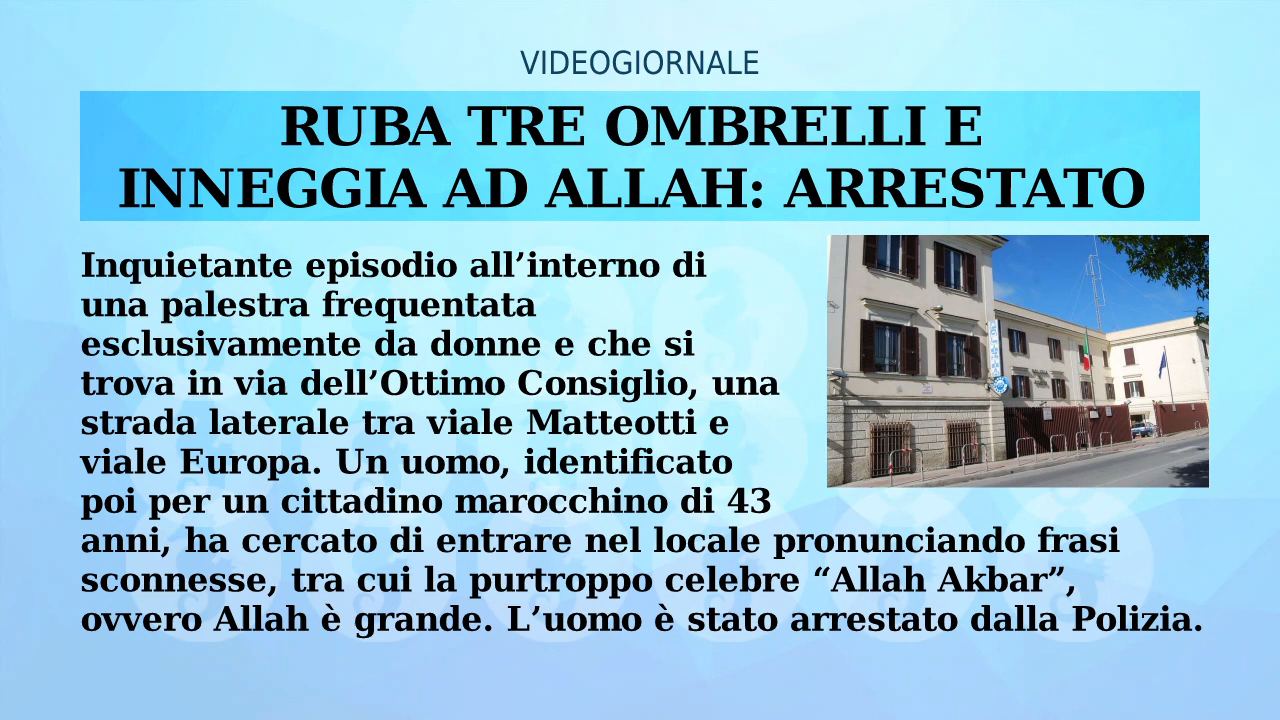 VIDEOGIORNALE
RUBA TRE OMBRELLI E
INNEGGIA AD ALLAH: ARRESTATO
Inquietante episodio all’interno di
una palestra frequentata
esclusivamente da donne e che si
trova in via dell’Ottimo Consiglio, una
strada laterale tra viale Matteotti e
viale Europa. Un uomo, identificato
poi per un cittadino marocchino di 43
anni, ha cercato di entrare nel locale pronunciando frasi
sconnesse, tra cui la purtroppo celebre “Allah Akbar”,
ovvero Allah è grande. L’uomo è stato arrestato dalla Polizia.